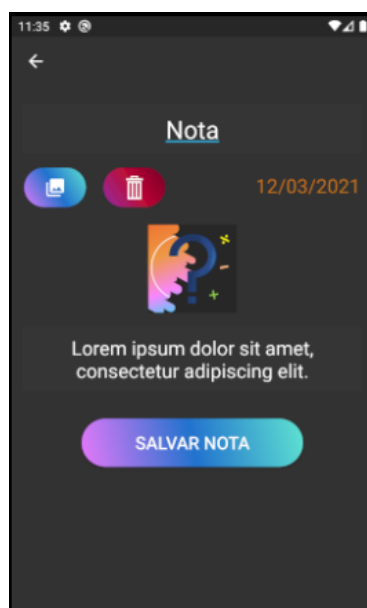 11:35
Nota
12/03/2021
Lorem ipsum dolor sit amet,
consectetur adipiscing elit.
SALVAR NOTA